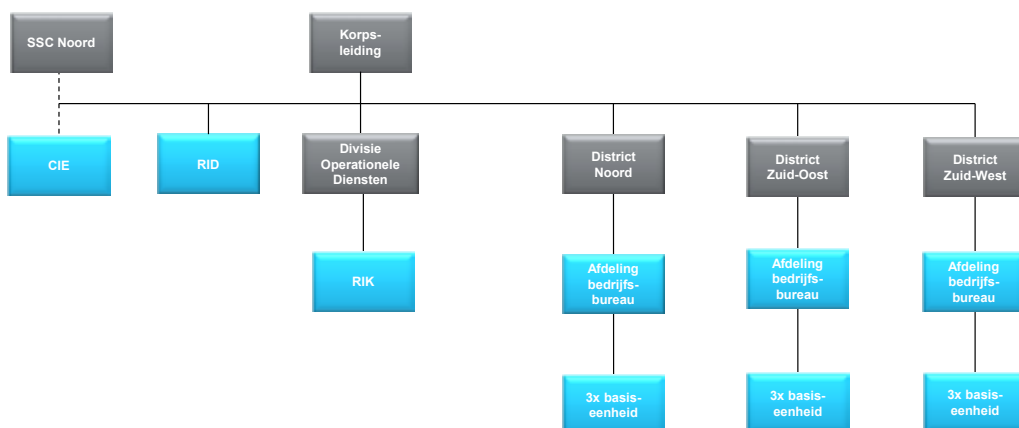 SSC Noord
Korps-
leiding
CIE
RID
Divisie
Operationele
Diensten
District
Noord
District
Zuid-Oost
District
Zuid-West
RIK
Afdeling
bedrijfs-
bureau
Afdeling
bedrijfs-
bureau
Afdeling
bedrijfs-
bureau
3x basis-
eenheid
3x basis-
eenheid
3x basis-
eenheid